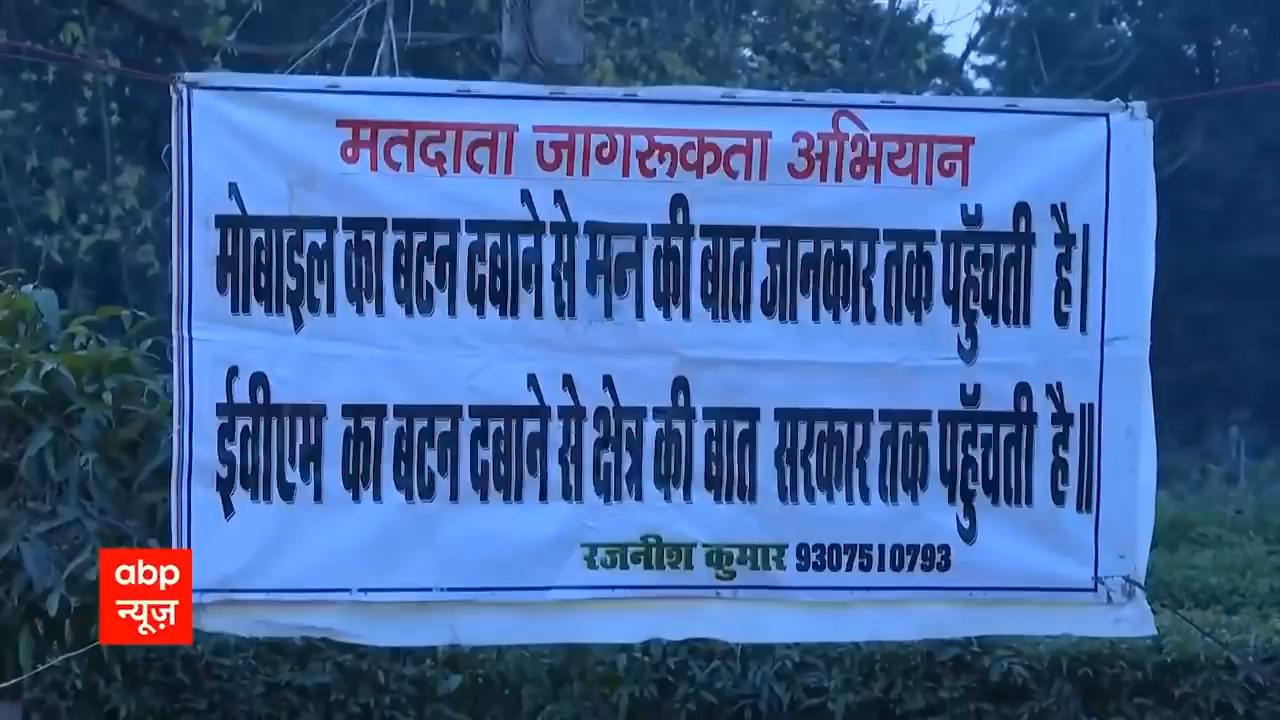 मतदाता जागरूकता अभियान
मोबाइल का बटन दबाने से मन की बात जानकार तक पहुॅंचती है।
ईवीएम का बटन दबाने से क्षेत्र की बात सरकार तक पहुॅंचती है॥
रजनीश कुमार 9307510793
abp
न्यूज़